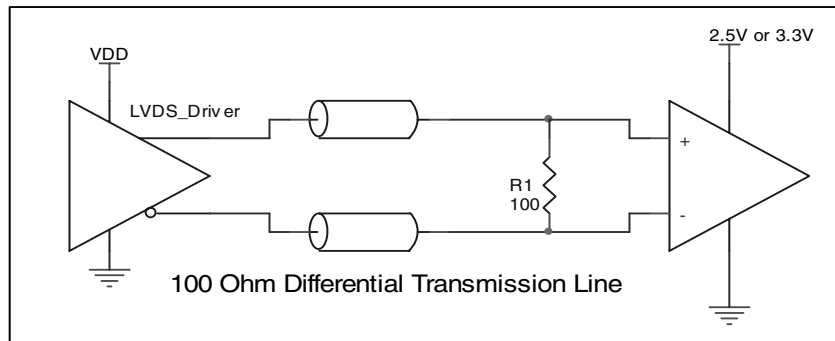 VDD
2.5V or 3.3V
LVDS_Driver
+
R1
100
-
100 Ohm Differential Transmission Line